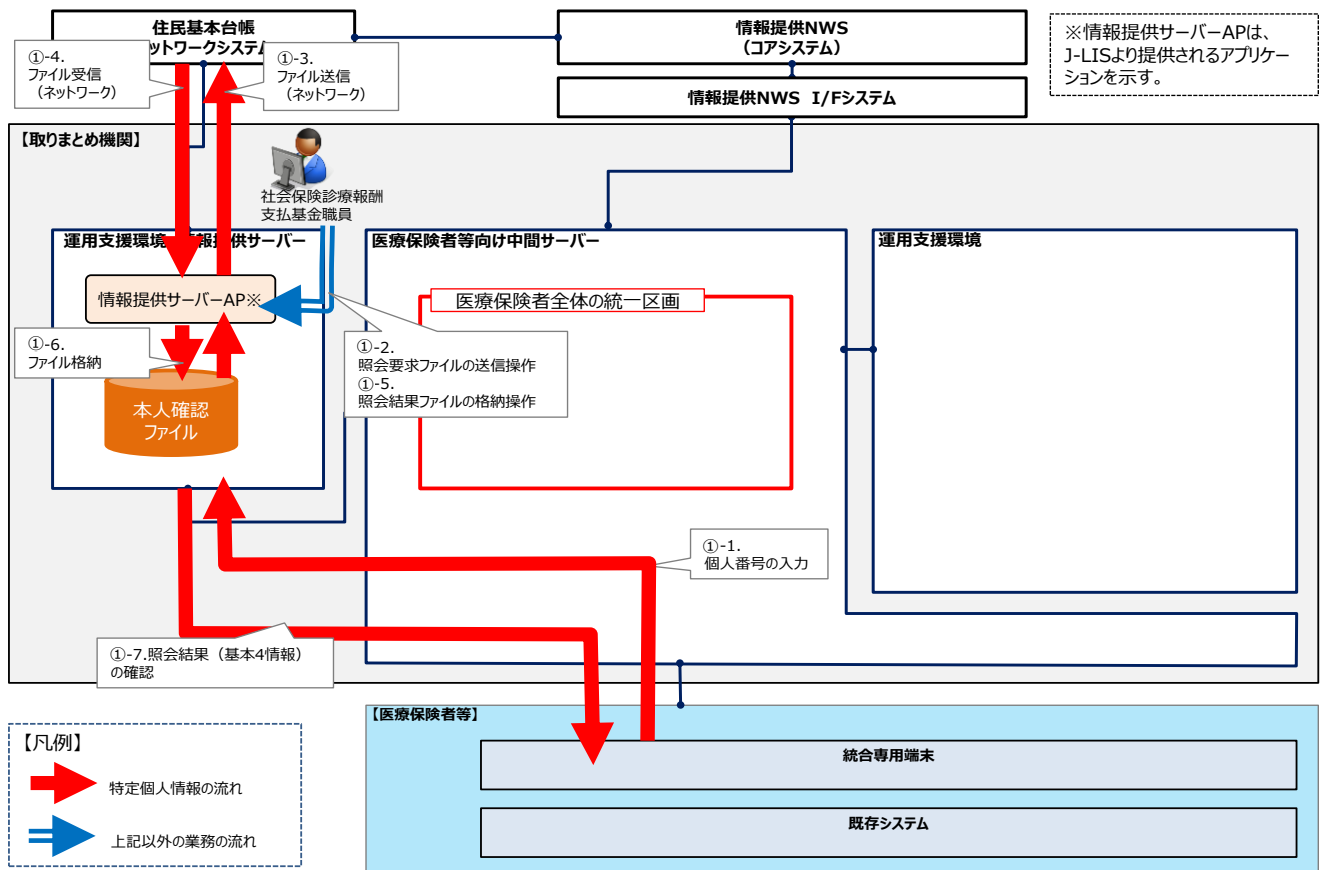 住民基本台帳
ットワークシステム
情報提供NWS
（コアシステム）
※情報提供サーバーAPは、
J-LISより提供されるアプリケー
ションを示す。
①-4.
ファイル受信
（ネットワーク）
①-3.
ファイル送信
（ネットワーク）
情報提供NWS I/Fシステム
【取りまとめ機関】
社会保険診療報酬
支払基金職員
運用支援環境
報提供サーバー
医療保険者等向け中間サーバー
運用支援環境
情報提供サーバーAP※
医療保険者全体の統一区画
①-6.
ファイル格納
①-2.
照会要求ファイルの送信操作
①-5.
照会結果ファイルの格納操作
本人確認
ファイル
①-1.
個人番号の入力
①-7.照会結果（基本4情報）
の確認
【医療保険者等】
統合専用端末
既存システム
【凡例】
特定個人情報の流れ
上記以外の業務の流れ